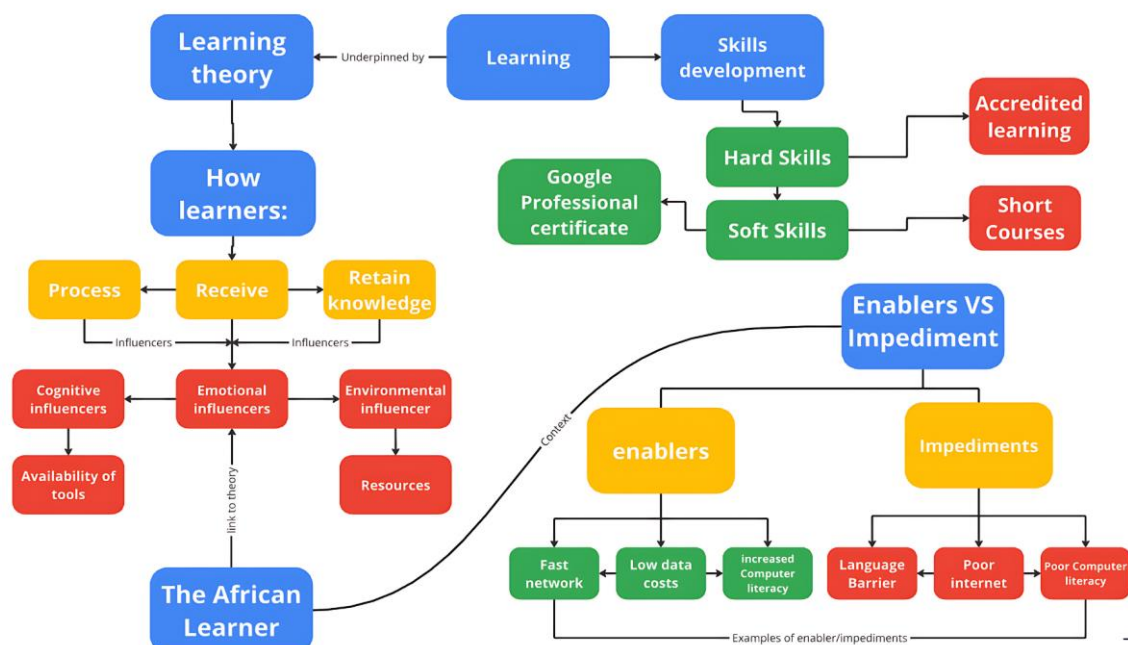 Learning
theory
Underpinned by
Learning
Skills
development
Accredited
learning
Hard Skills
How
learners:
Google
Professional
certificate
Soft Skills
Short
Courses
Process
Receive
Retain
knowledge
Influencers
Influencers
Enablers VS
Impediment
Cognitive
influencers
Emotional
influencers
Environmental
influencer
Context
enablers
Impediments
Availability of
tools
Resources
link to theory
Fast
network
Low data
costs
increased
Computer
literacy
Language
Barrier
Poor
internet
Poor Computer
literacy
The African
Learner
Examples of enabler/impediments